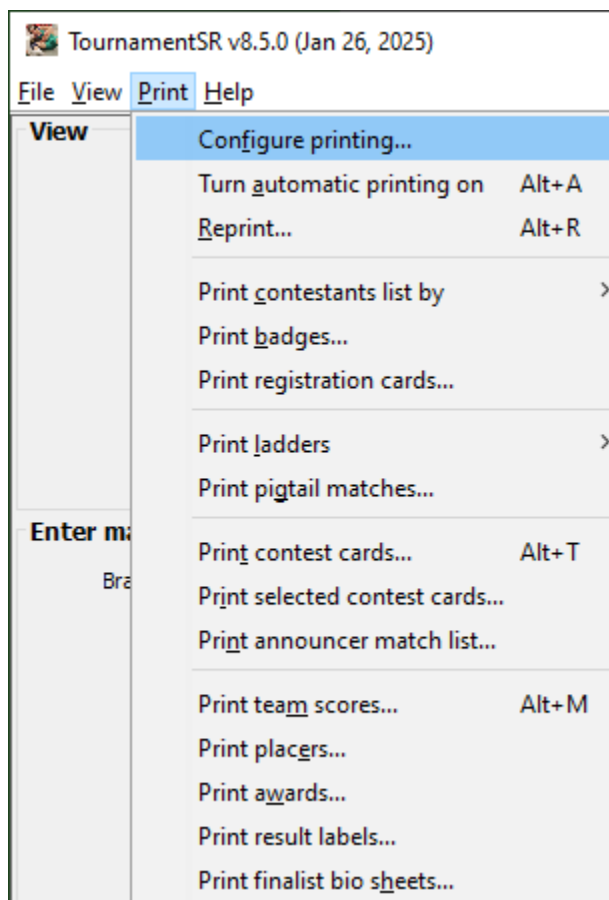 TournamentSR v8.5.0 (Jan 26, 2025)
File View Print Help
View
Configure printing...
Turn automatic printing on Alt+A
Reprint... Alt+R
Print contestants list by
Print badges...
Print registration cards...
Print ladders
Print pigtail matches...
Enter ma
Print contest cards... Alt+T
Bra
Print selected contest cards...
Print announcer match list...
Print team scores... Alt+M
Print placers...
Print awards...
Print result labels...
Print finalist bio sheets...